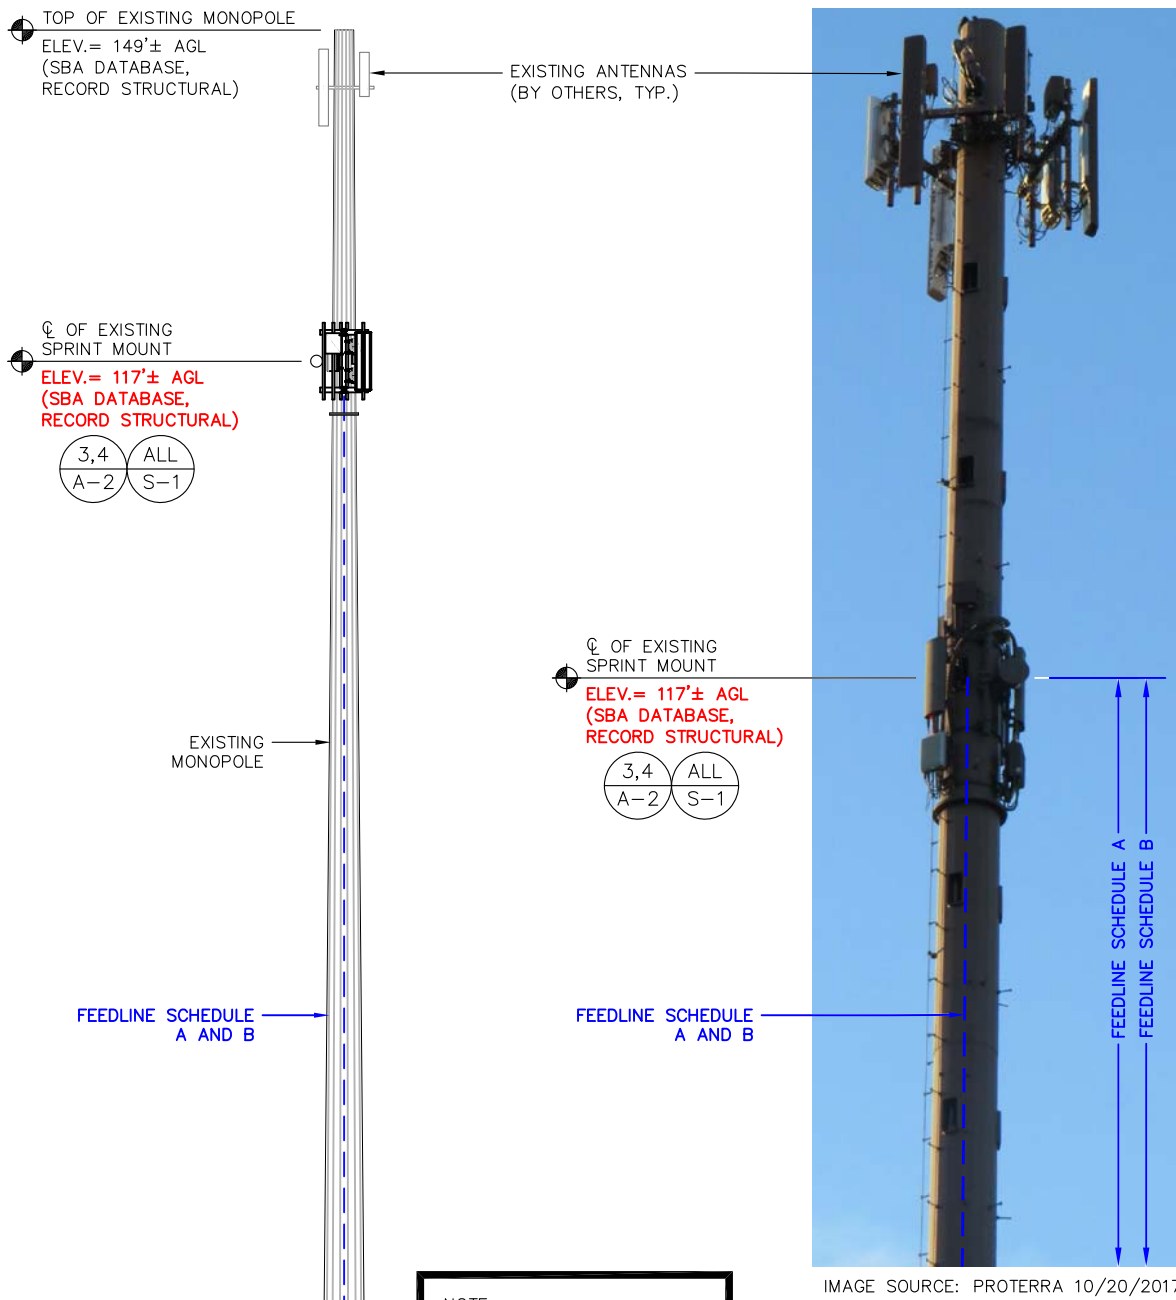 TOP OF EXISTING MONOPOLE
ELEV.= 149'± AGL
(SBA DATABASE,
RECORD STRUCTURAL)
EXISTING ANTENNAS
(BY OTHERS, TYP.)
℄ OF EXISTING
SPRINT MOUNT
ELEV.= 117'± AGL
(SBA DATABASE,
RECORD STRUCTURAL)
3,4
A-2
ALL
S-1
℄ OF EXISTING
SPRINT MOUNT
ELEV.= 117'± AGL
(SBA DATABASE,
RECORD STRUCTURAL)
3,4
A-2
ALL
S-1
EXISTING
MONOPOLE
FEEDLINE SCHEDULE A
FEEDLINE SCHEDULE B
FEEDLINE SCHEDULE
A AND B
FEEDLINE SCHEDULE
A AND B
IMAGE SOURCE: PROTERRA 10/20/2017